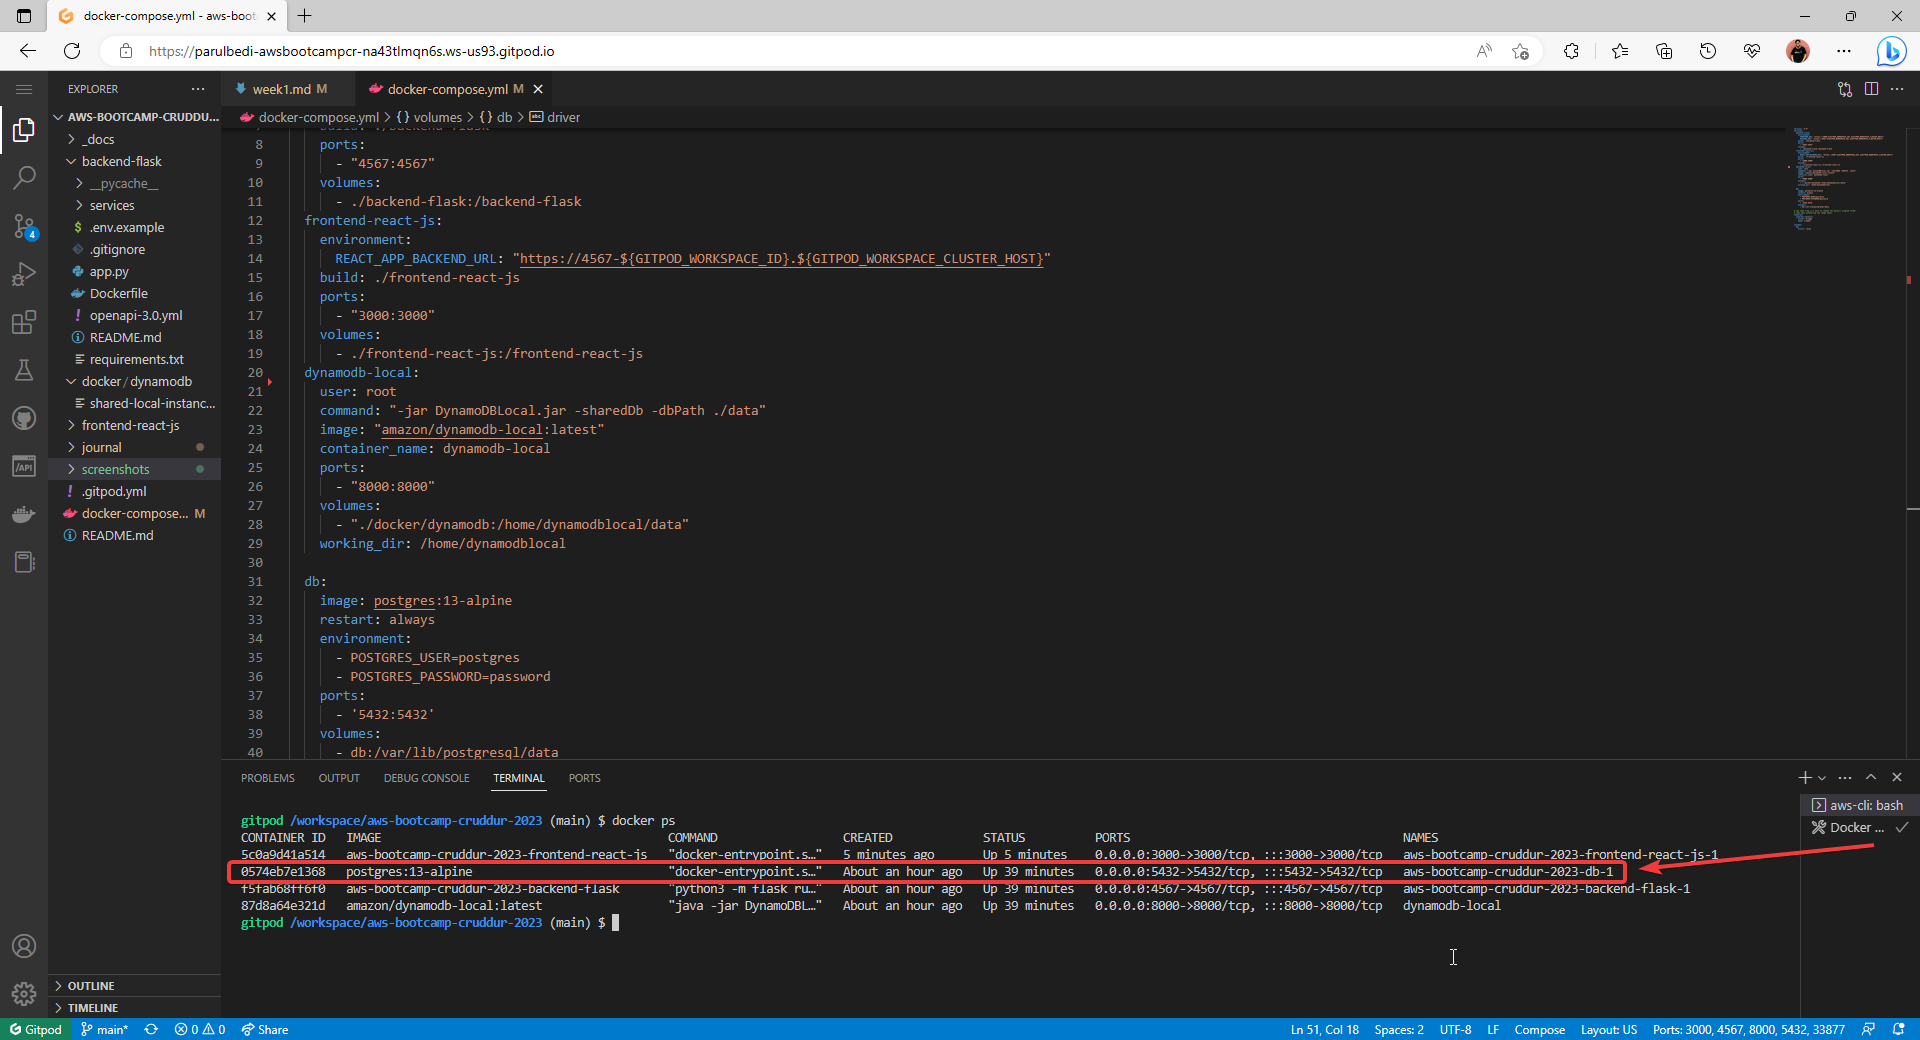 docker-compose.yml - aws-boot
https://parulbedi-awsbootcampcr-na43tlmqn6s.ws-us93.gitpod.io
EXPLORER
week1.md M
docker-compose.yml M
AWS-BOOTCAMP-CRUDDU...
docker-compose.yml > {} volumes > {} db > driver
_docs
backend-flask
__pycache__
services
$ .env.example
.gitignore
app.py
Dockerfile
! openapi-3.0.yml
README.md
requirements.txt
docker / dynamodb
shared-local-instanc...
frontend-react-js
journal
screenshots
! .gitpod.yml
docker-compose... M
README.md
OUTLINE
TIMELINE
4
/API
build: ./backend-flask
8 ports:
9 - "4567:4567"
10 volumes:
11 - ./backend-flask:/backend-flask
12 frontend-react-js:
13 environment:
14 REACT_APP_BACKEND_URL: "https://4567-${GITPOD_WORKSPACE_ID}.${GITPOD_WORKSPACE_CLUSTER_HOST}"
15 build: ./frontend-react-js
16 ports:
17 - "3000:3000"
18 volumes:
19 - ./frontend-react-js:/frontend-react-js
20 dynamodb-local:
21 user: root
22 command: "-jar DynamoDBLocal.jar -sharedDb -dbPath ./data"
23 image: "amazon/dynamodb-local:latest"
24 container_name: dynamodb-local
25 ports:
26 - "8000:8000"
27 volumes:
28 - "./docker/dynamodb:/home/dynamodblocal/data"
29 working_dir: /home/dynamodblocal
30
31 db:
32 image: postgres:13-alpine
33 restart: always
34 environment:
35 - POSTGRES_USER=postgres
36 - POSTGRES_PASSWORD=password
37 ports:
38 - '5432:5432'
39 volumes:
40 - db:/var/lib/postgresql/data
PROBLEMS OUTPUT DEBUG CONSOLE TERMINAL PORTS
gitpod /workspace/aws-bootcamp-cruddur-2023 (main) $ docker ps
CONTAINER ID IMAGE COMMAND CREATED STATUS PORTS NAMES
5c0a9d41a514 aws-bootcamp-cruddur-2023-frontend-react-js "docker-entrypoint.s…" 5 minutes ago Up 5 minutes 0.0.0.0:3000->3000/tcp, :::3000->3000/tcp aws-bootcamp-cruddur-2023-frontend-react-js-1
0574eb7e1368 postgres:13-alpine "docker-entrypoint.s…" About an hour ago Up 39 minutes 0.0.0.0:5432->5432/tcp, :::5432->5432/tcp aws-bootcamp-cruddur-2023-db-1
f5fab68ff6f0 aws-bootcamp-cruddur-2023-backend-flask "python3 -m flask ru…" About an hour ago Up 39 minutes 0.0.0.0:4567->4567/tcp, :::4567->4567/tcp aws-bootcamp-cruddur-2023-backend-flask-1
87d8a64e321d amazon/dynamodb-local:latest "java -jar DynamoDBL…" About an hour ago Up 39 minutes 0.0.0.0:8000->8000/tcp, :::8000->8000/tcp dynamodb-local
gitpod /workspace/aws-bootcamp-cruddur-2023 (main) $
aws-cli: bash
Docker ...
Gitpod main* 0 0 Share Ln 51, Col 18 Spaces: 2 UTF-8 LF Compose Layout: US Ports: 3000, 4567, 8000, 5432, 33877